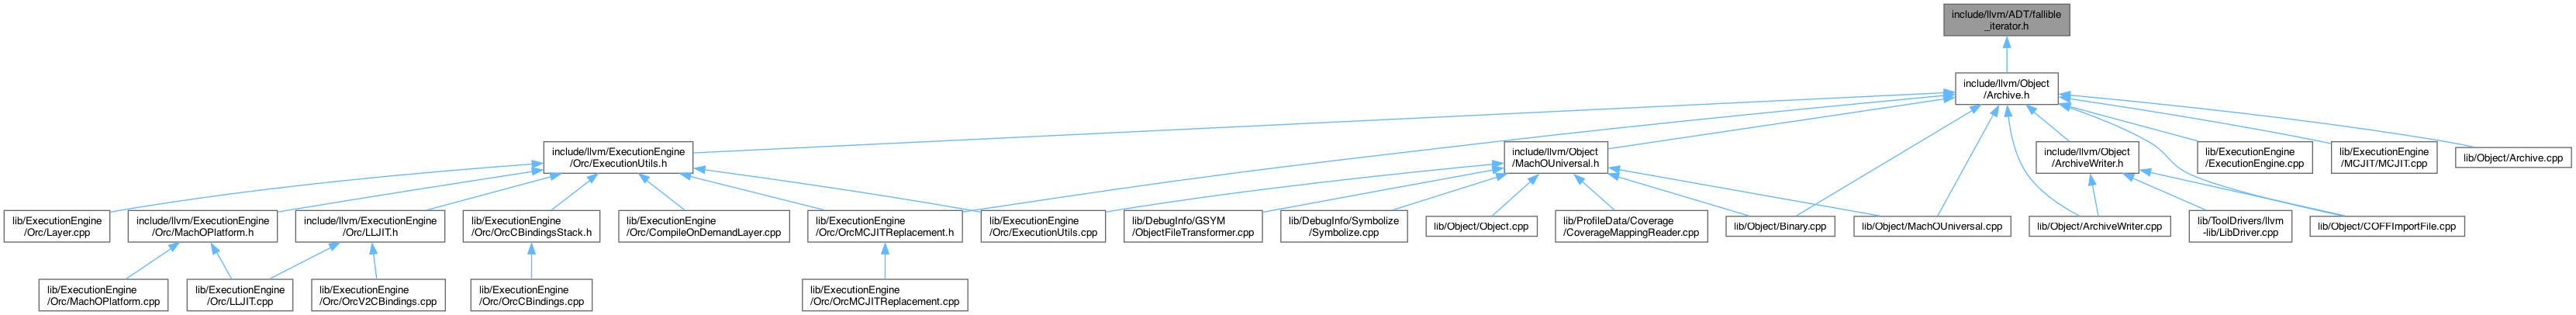 include/llvm/ADT/fallible
_iterator.h
include/llvm/Object
/Archive.h
include/llvm/ExecutionEngine
/Orc/ExecutionUtils.h
include/llvm/Object
/MachOUniversal.h
include/llvm/Object
/ArchiveWriter.h
lib/ExecutionEngine
/ExecutionEngine.cpp
lib/ExecutionEngine
/MCJIT/MCJIT.cpp
lib/Object/Archive.cpp
lib/ExecutionEngine
/Orc/Layer.cpp
include/llvm/ExecutionEngine
/Orc/MachOPlatform.h
include/llvm/ExecutionEngine
/Orc/LLJIT.h
lib/ExecutionEngine
/Orc/OrcCBindingsStack.h
lib/ExecutionEngine
/Orc/CompileOnDemandLayer.cpp
lib/ExecutionEngine
/Orc/OrcMCJITReplacement.h
lib/ExecutionEngine
/Orc/ExecutionUtils.cpp
lib/DebugInfo/GSYM
/ObjectFileTransformer.cpp
lib/DebugInfo/Symbolize
/Symbolize.cpp
lib/Object/Object.cpp
lib/ProfileData/Coverage
/CoverageMappingReader.cpp
lib/Object/Binary.cpp
lib/Object/MachOUniversal.cpp
lib/Object/ArchiveWriter.cpp
lib/ToolDrivers/llvm
-lib/LibDriver.cpp
lib/Object/COFFImportFile.cpp
lib/ExecutionEngine
/Orc/MachOPlatform.cpp
lib/ExecutionEngine
/Orc/LLJIT.cpp
lib/ExecutionEngine
/Orc/OrcV2CBindings.cpp
lib/ExecutionEngine
/Orc/OrcCBindings.cpp
lib/ExecutionEngine
/Orc/OrcMCJITReplacement.cpp